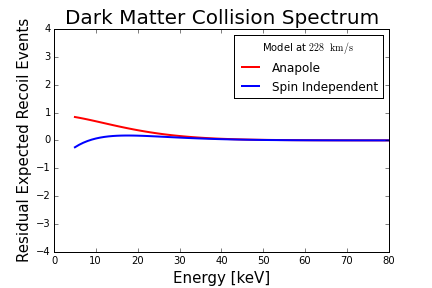 Dark Matter Collision Spectrum
Residual Expected Recoil Events
4
3
2
1
0
−1
−2
−3
−4
Model at 228 km/s
Anapole
Spin Independent
0 10 20 30 40 50 60 70 80
Energy [keV]